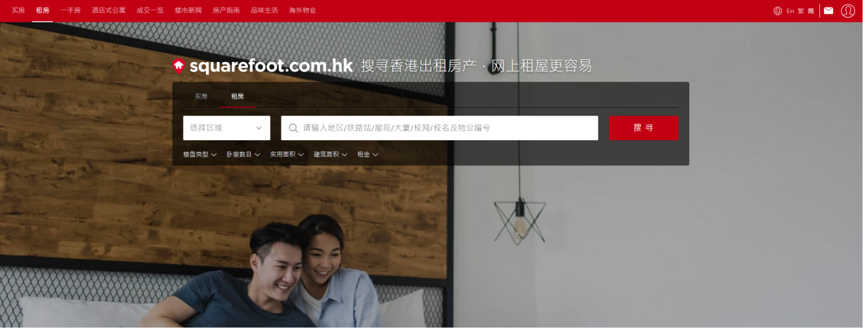 买房 租房 一手房 酒店式公寓 成交一览 楼市新闻 房产指南 品味生活 海外物业 En 繁 简
squarefoot.com.hk 搜寻香港出租房产 · 网上租屋更容易
买房 租房
选择区域 请输入地区/铁路站/屋苑/大厦/校网/校名及物业编号 搜寻
楼盘类型 卧室数目 实用面积 建筑面积 租金